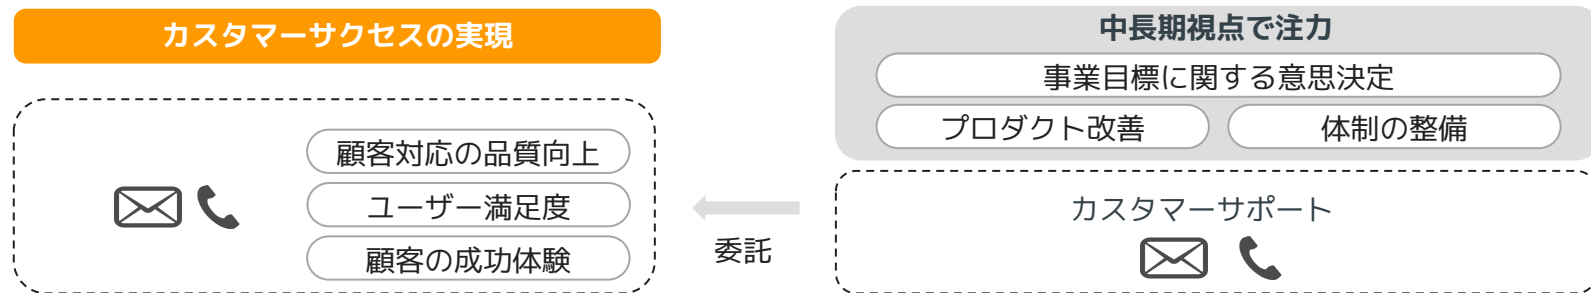 カスタマーサクセスの実現
顧客対応の品質向上
ユーザー満足度
顧客の成功体験
委託
中長期視点で注力
事業目標に関する意思決定
プロダクト改善
体制の整備
カスタマーサポート